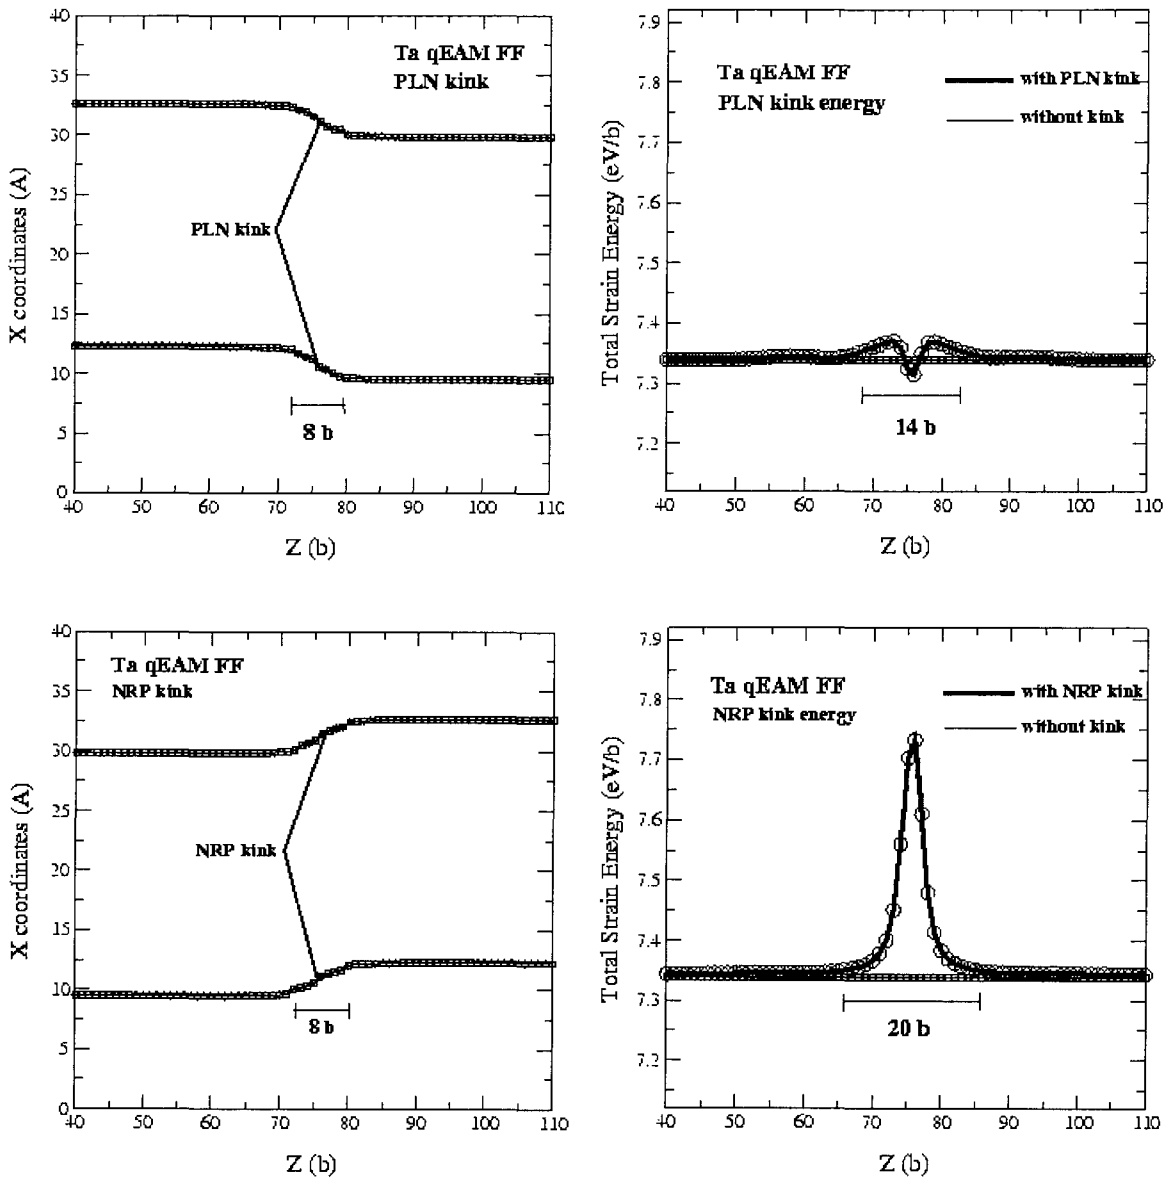 Ta qEAM FF
PLN kink
X coordinates (A)
40
35
30
25
20
15
10
5
0
PLN kink
8 b
40 50 60 70 80 90 100 110
Z (b)
Ta qEAM FF
PLN kink energy
with PLN kink
without kink
Total Strain Energy (eV/b)
7.9
7.8
7.7
7.6
7.5
7.4
7.3
7.2
14 b
40 50 60 70 80 90 100 110
Z (b)
Ta qEAM FF
NRP kink
X coordinates (A)
40
35
30
25
20
15
10
5
0
NRP kink
8 b
40 50 60 70 80 90 100 110
Z (b)
Ta qEAM FF
NRP kink energy
with NRP kink
without kink
Total Strain Energy (eV/b)
7.9
7.8
7.7
7.6
7.5
7.4
7.3
7.2
20 b
40 50 60 70 80 90 100 110
Z (b)